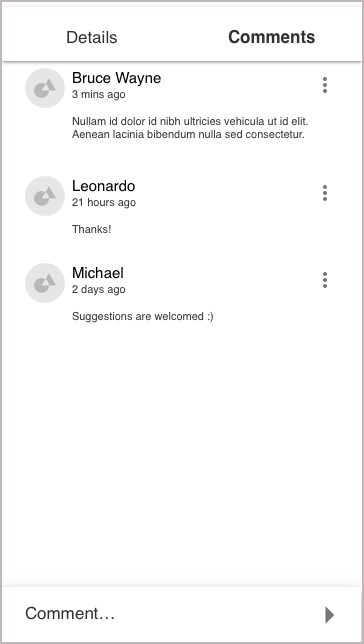 Details
Comments
Bruce Wayne
3 mins ago
Nullam id dolor id nibh ultricies vehicula ut id elit.
Aenean lacinia bibendum nulla sed consectetur.
Leonardo
21 hours ago
Thanks!
Michael
2 days ago
Suggestions are welcomed :)
Comment...